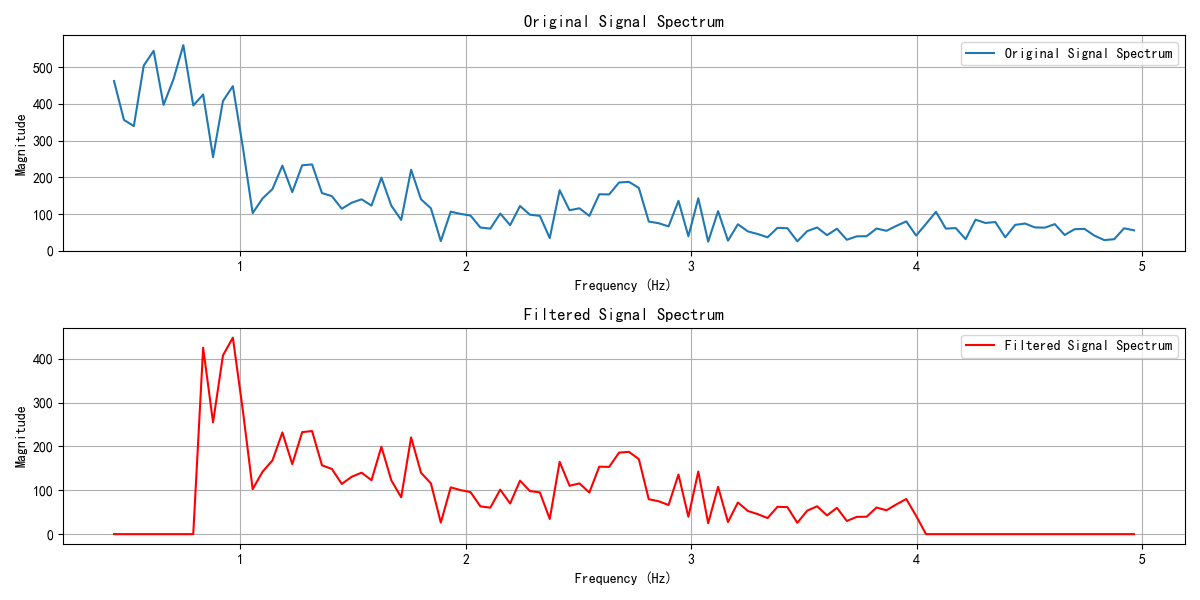 Original Signal Spectrum
Original Signal Spectrum
500
400
300
200
100
0
Magnitude
1 2 3 4 5
Frequency (Hz)
Filtered Signal Spectrum
Filtered Signal Spectrum
400
300
200
100
0
Magnitude
1 2 3 4 5
Frequency (Hz)